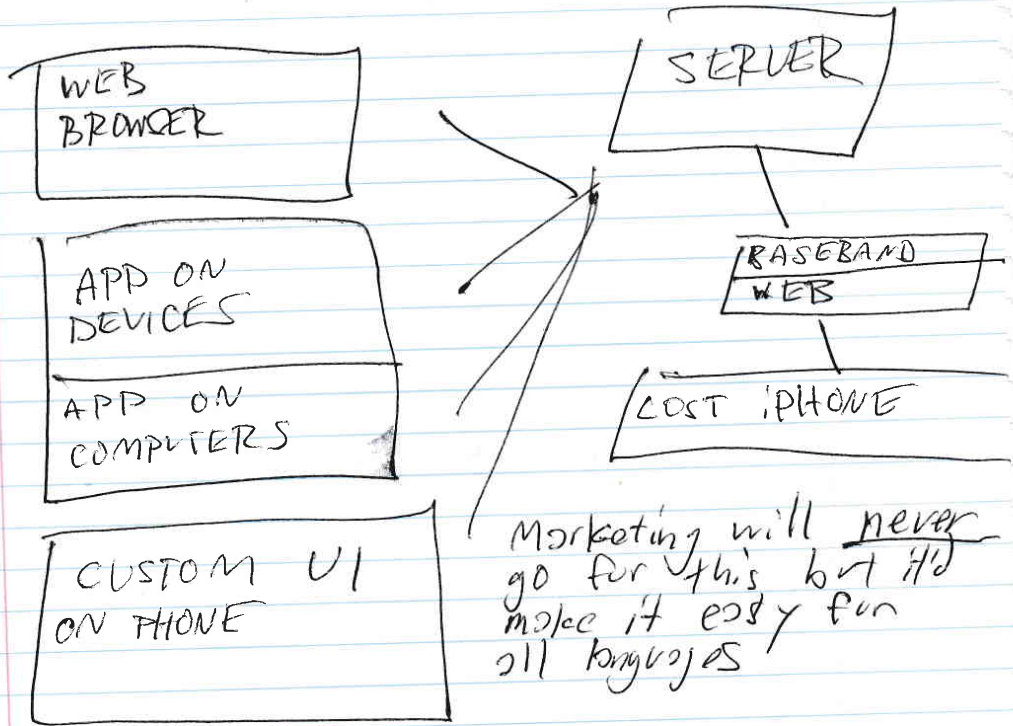 WEB
BROWSER
APP ON
DEVICES
APP ON
COMPUTERS
CUSTOM UI
ON PHONE
SERVER
BASEBAND
WEB
LOST iPHONE
Marketing will never
go for this but it'd
make it easy for
all languages